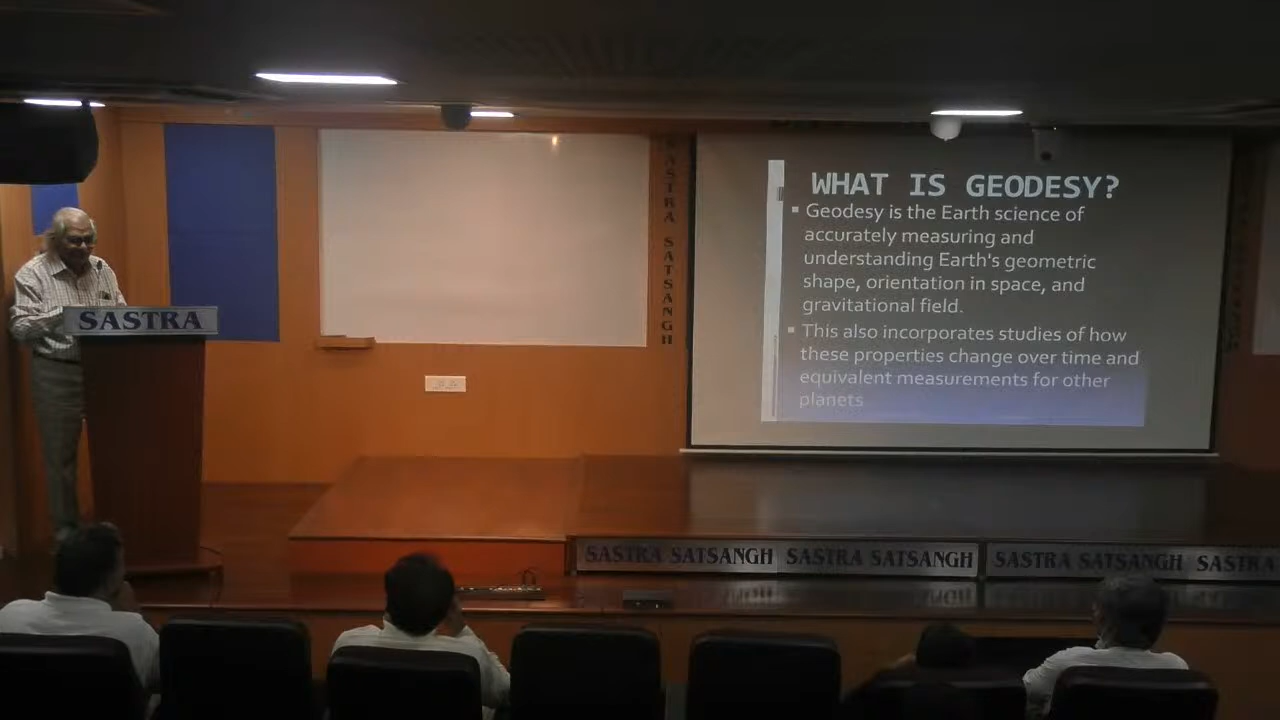 WHAT IS GEODESY?
Geodesy is the Earth science of
accurately measuring and
understanding Earth's geometric
shape, orientation in space, and
gravitational field.
This also incorporates studies of how
these properties change over time and
equivalent measurements for other
planets
SASTRA SATSANGH
SASTRA
SASTRA SATSANGH SASTRA SATSANGH
SASTRA SATSANGH SASTRA